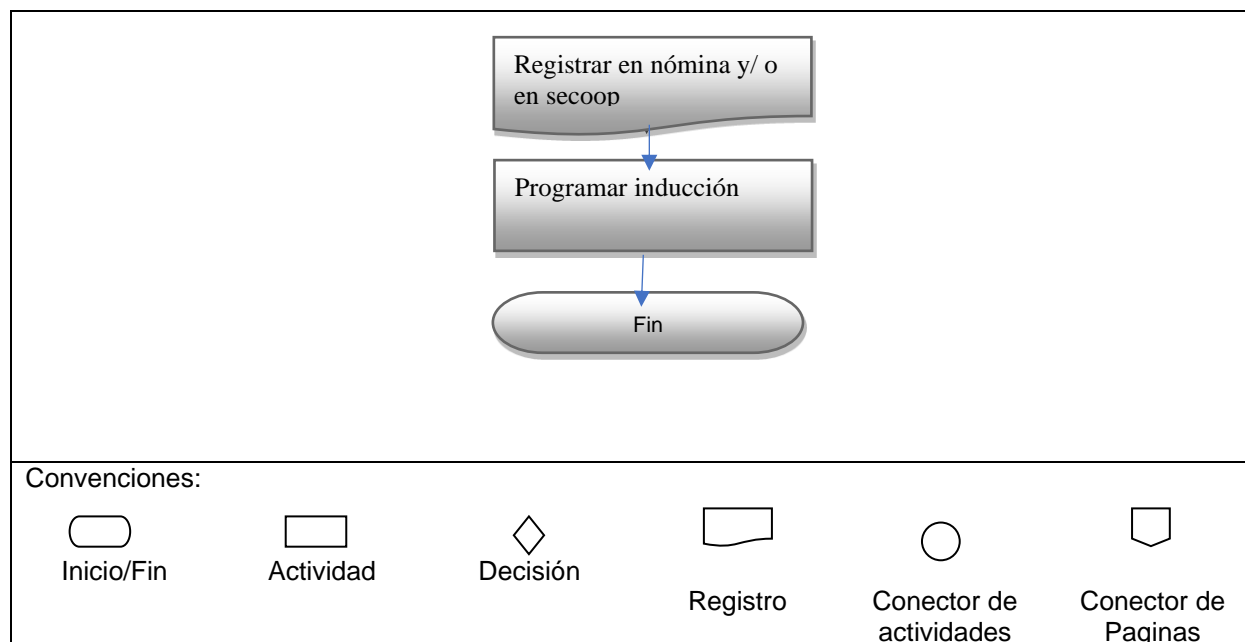 Registrar en nómina y/ o
en secoop
Programar inducción
Fin
Convenciones:
Inicio/Fin
Actividad
Decisión
Registro
Conector de
actividades
Conector de
Paginas